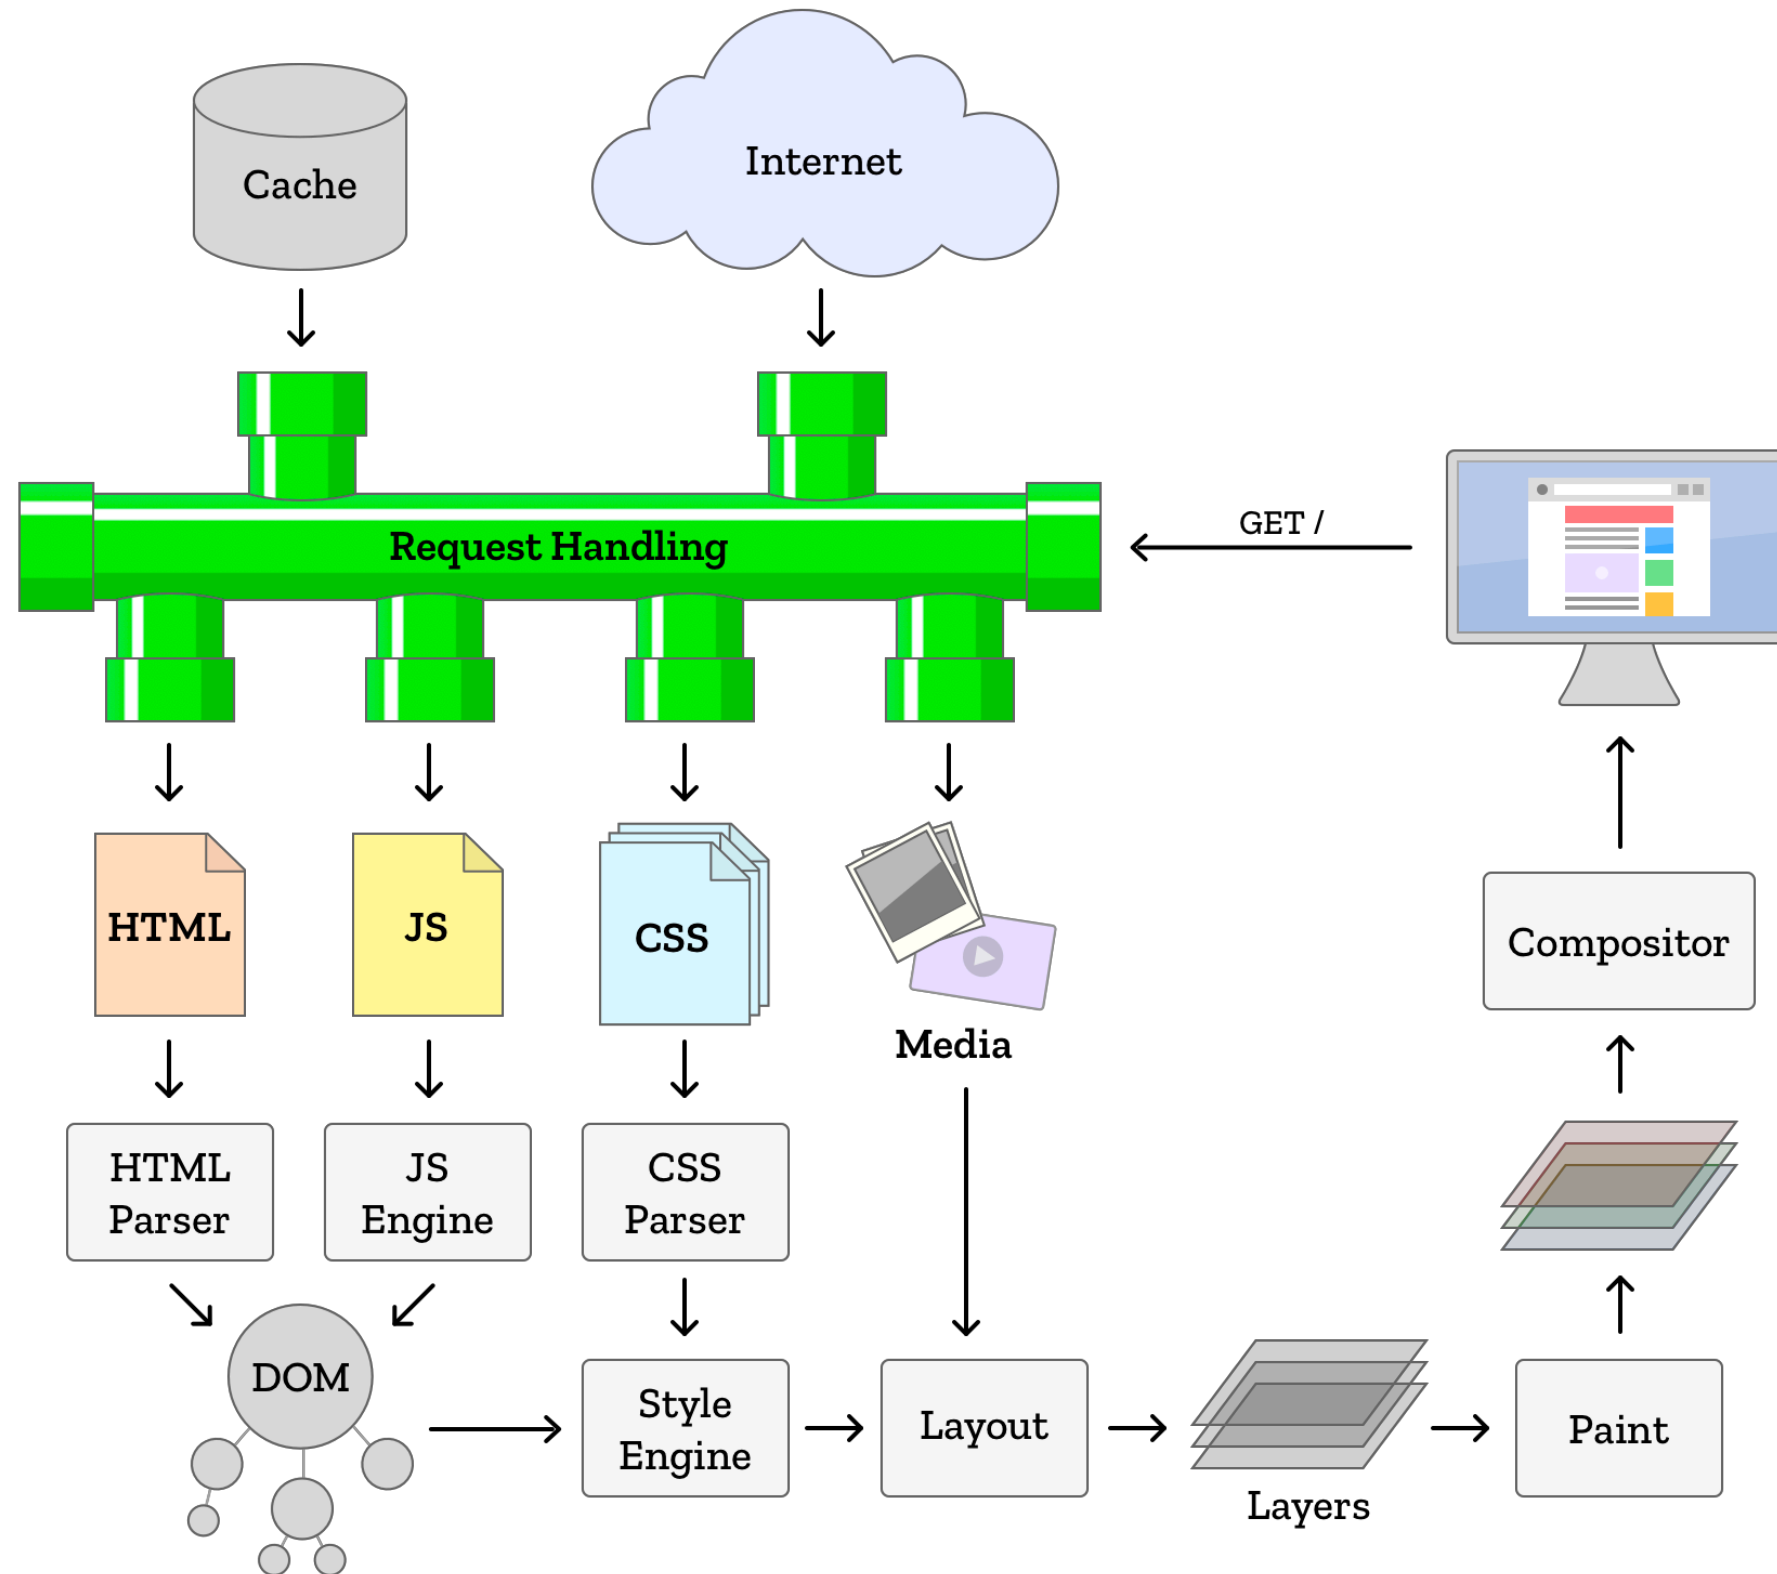 Cache
Internet
Request Handling
GET /
HTML
JS
CSS
Media
Compositor
HTML
Parser
JS
Engine
CSS
Parser
DOM
Style
Engine
Layout
Layers
Paint